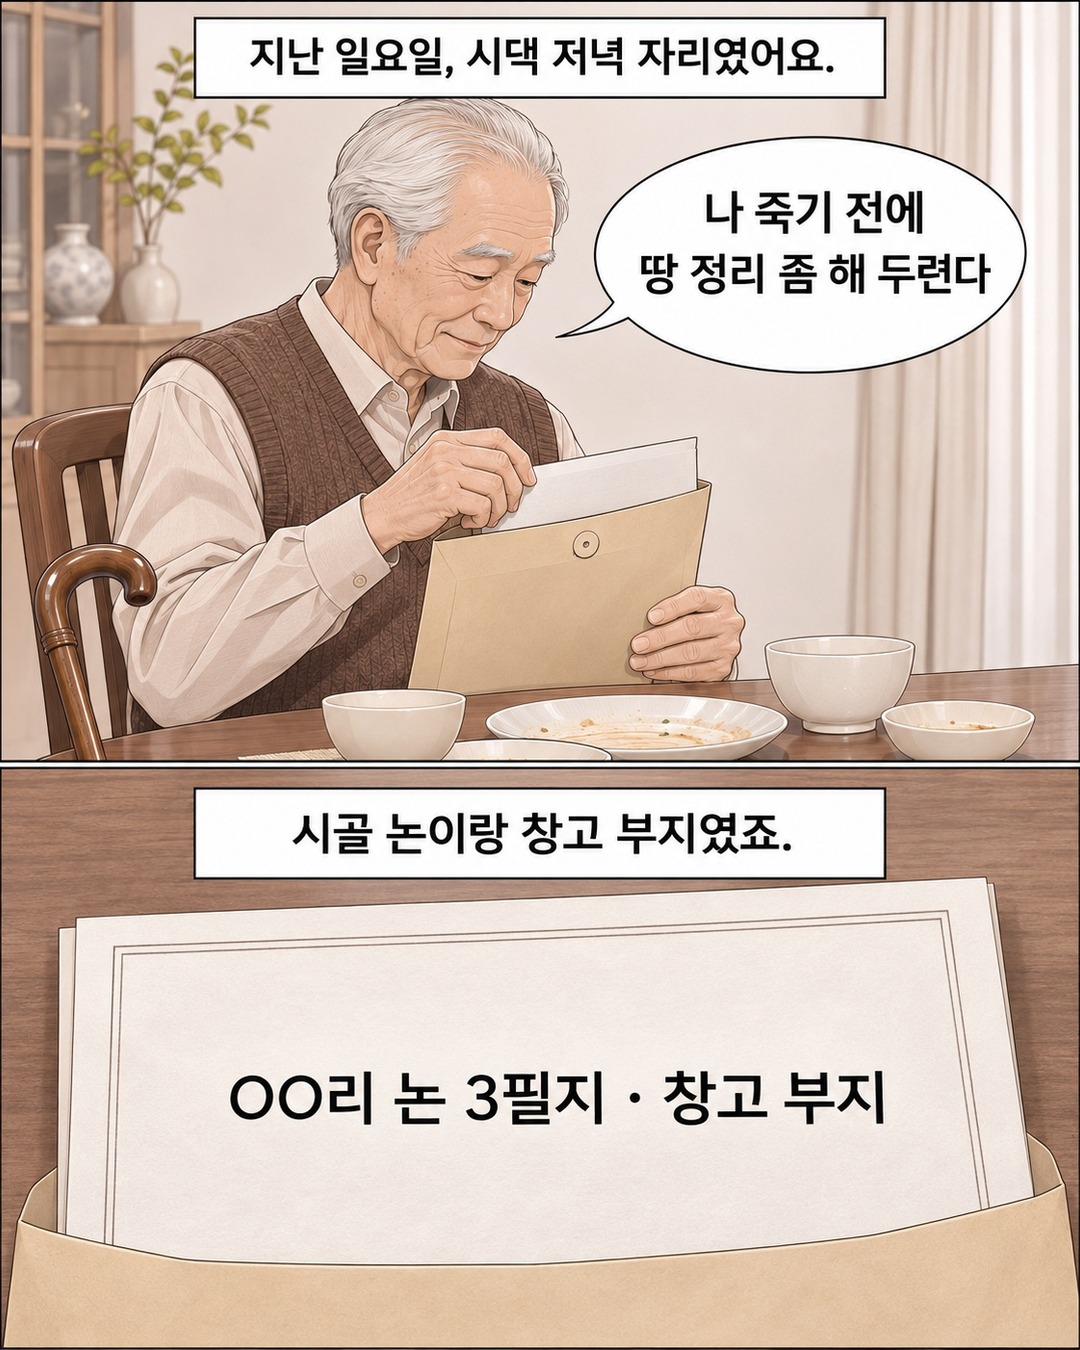 지난 일요일, 시댁 저녁 자리였어요.
나 죽기 전에
땅 정리 좀 해 두련다
시골 논이랑 창고 부지였죠.
○○리 논 3필지 · 창고 부지